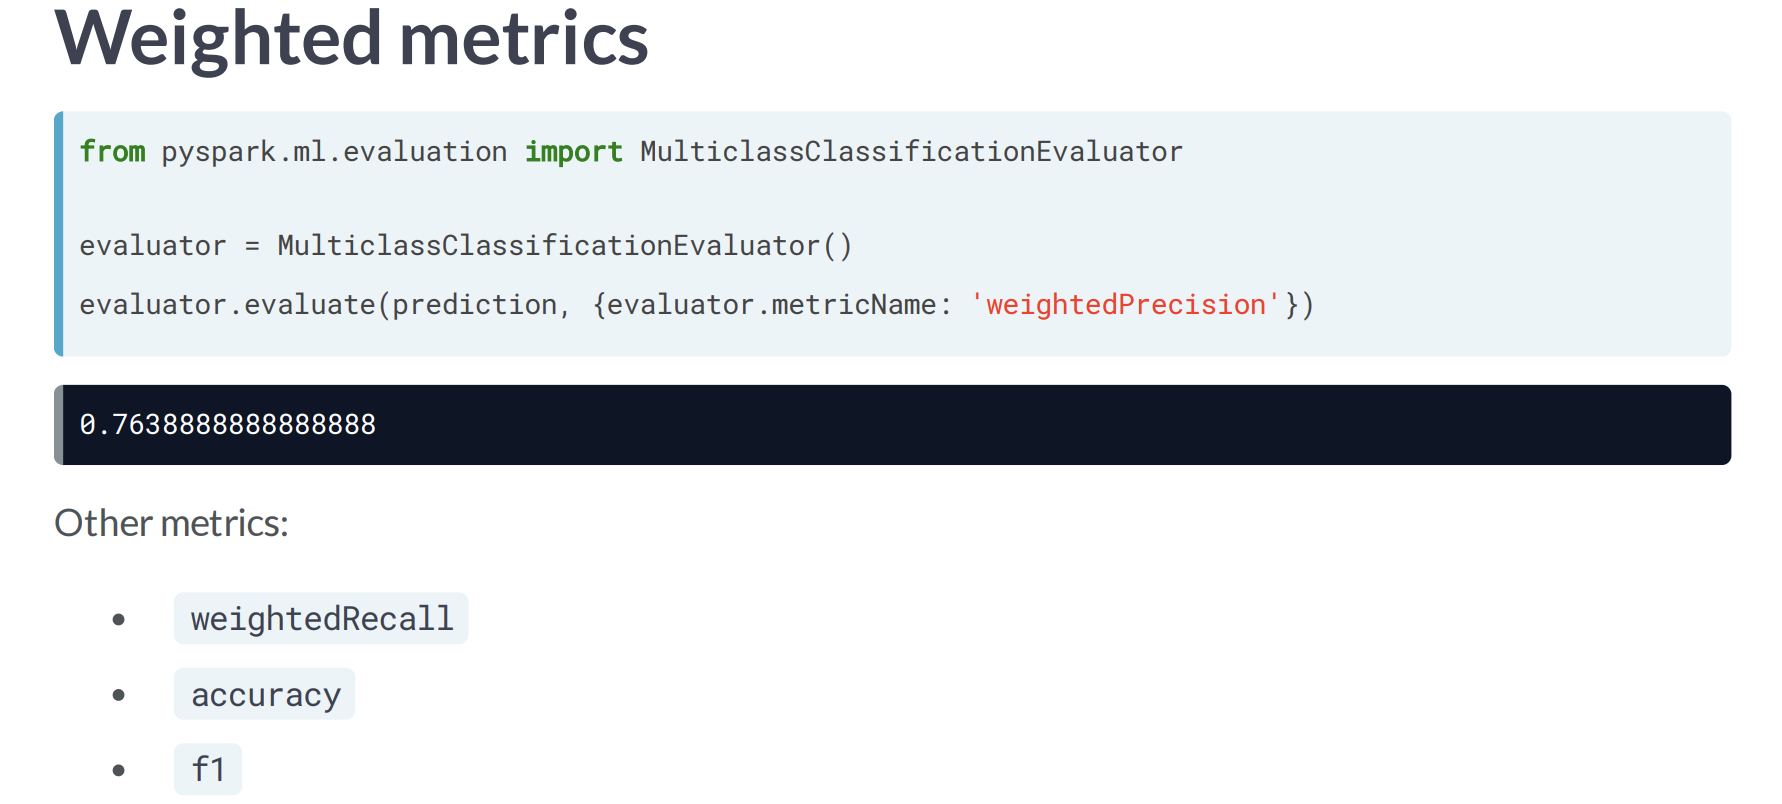 Weighted metrics
from pyspark.ml.evaluation import MulticlassClassificationEvaluator
evaluator = MulticlassClassificationEvaluator()
evaluator.evaluate(prediction, {evaluator.metricName: 'weightedPrecision'})
0.7638888888888888
Other metrics:
• weightedRecall
• accuracy
• f1